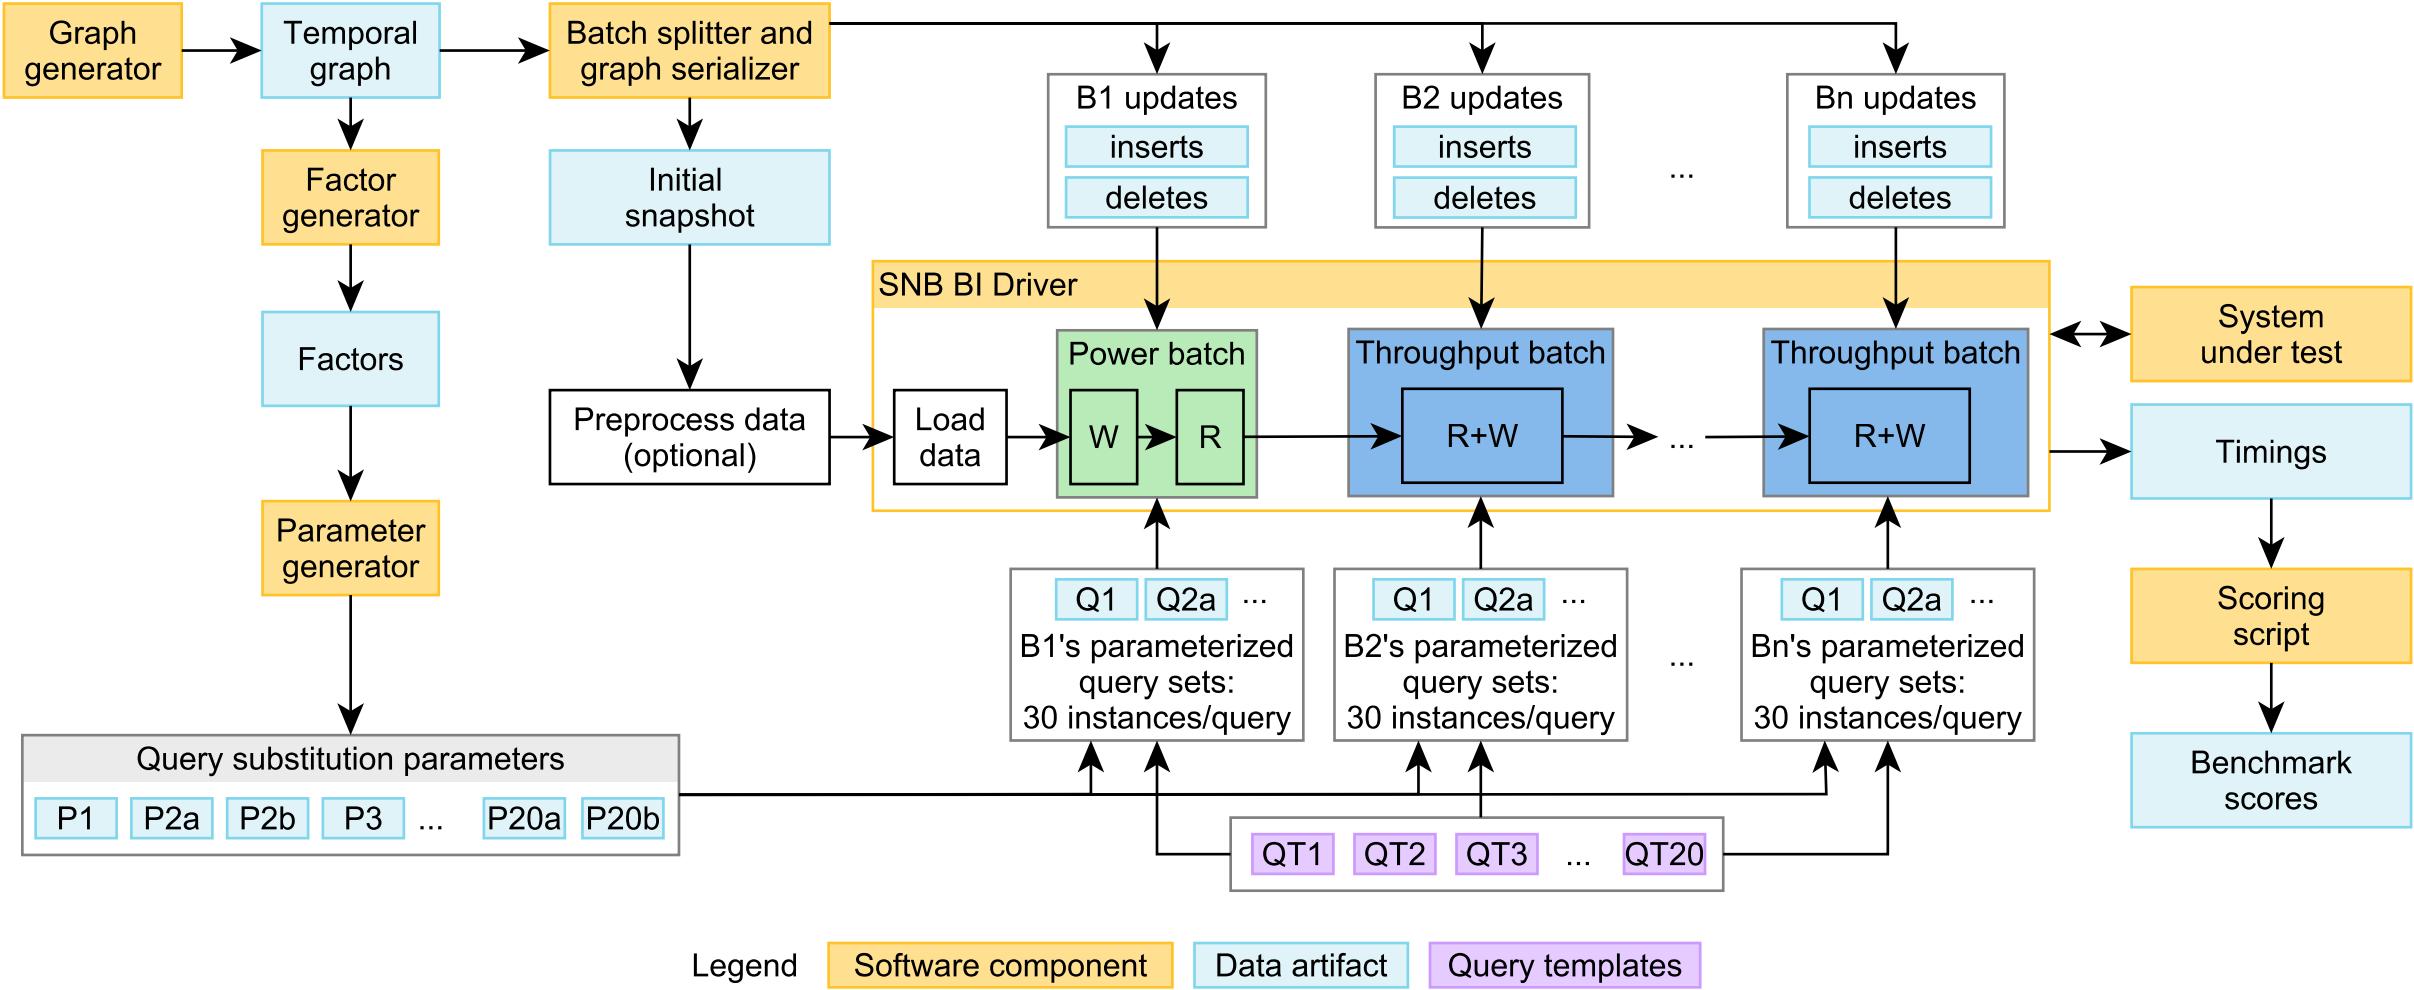 Graph
generator
Temporal
graph
Batch splitter and
graph serializer
B1 updates
inserts
deletes
B2 updates
inserts
deletes
...
Bn updates
inserts
deletes
Factor
generator
Initial
snapshot
Factors
SNB BI Driver
Preprocess data
(optional)
Load
data
Power batch
W
R
Throughput batch
R+W
...
Throughput batch
R+W
System
under test
Timings
Scoring
script
Benchmark
scores
Parameter
generator
Q1 Q2a ...
B1's parameterized
query sets:
30 instances/query
Q1 Q2a ...
B2's parameterized
query sets:
30 instances/query
...
Q1 Q2a ...
Bn's parameterized
query sets:
30 instances/query
Query substitution parameters
P1 P2a P2b P3 ... P20a P20b
QT1 QT2 QT3 ... QT20
Legend Software component Data artifact Query templates